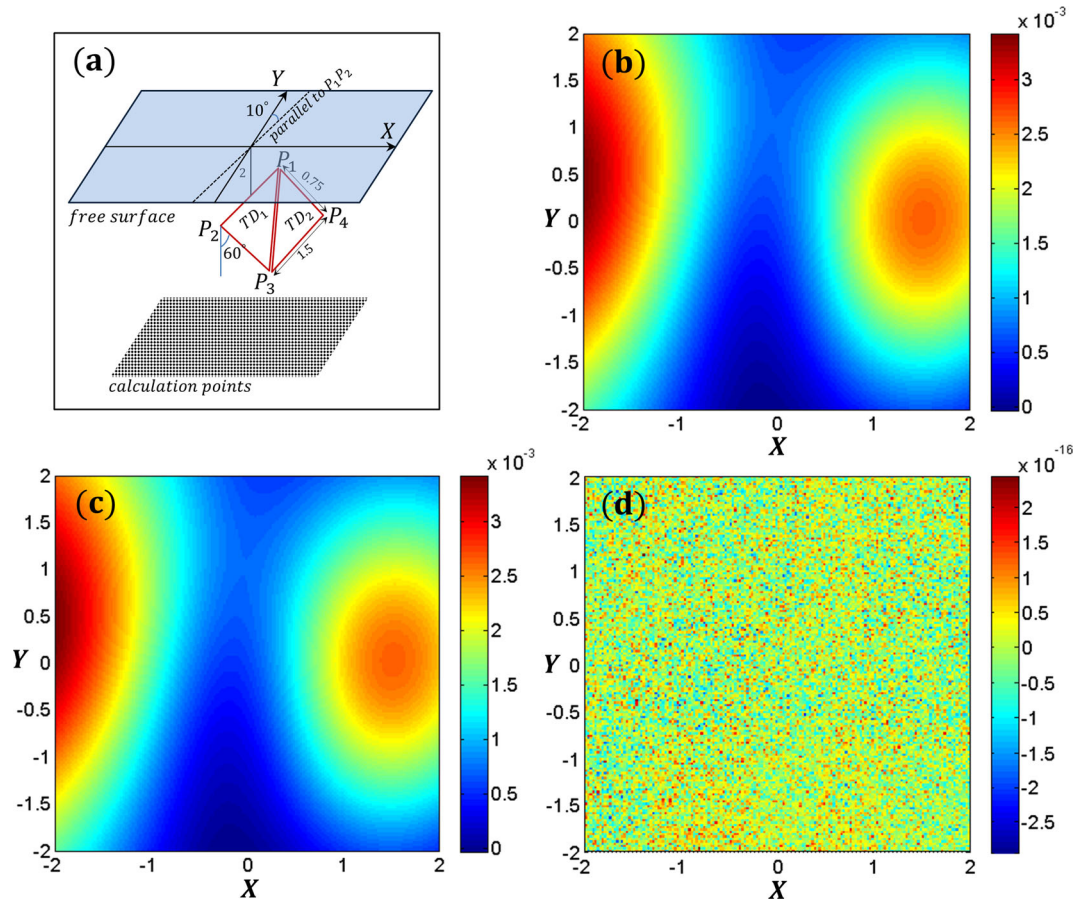 (a)
Y
10°
parallel to P₁P₂
X
2
P₁
0.75
free surface
TD₁
TD₂
P₂
P₄
60°
1.5
P₃
calculation points
(b)
x 10⁻³
2
1.5
1
0.5
Y 0
-0.5
-1
-1.5
-2
-2 -1 0 1 2
X
3
2.5
2
1.5
1
0.5
0
(c)
x 10⁻³
2
1.5
1
0.5
Y 0
-0.5
-1
-1.5
-2
-2 -1 0 1 2
X
3
2.5
2
1.5
1
0.5
0
(d)
x 10⁻¹⁶
2
1.5
1
0.5
Y 0
-0.5
-1
-1.5
-2
-2 -1 0 1 2
X
2
1.5
1
0.5
0
-0.5
-1
-1.5
-2
-2.5